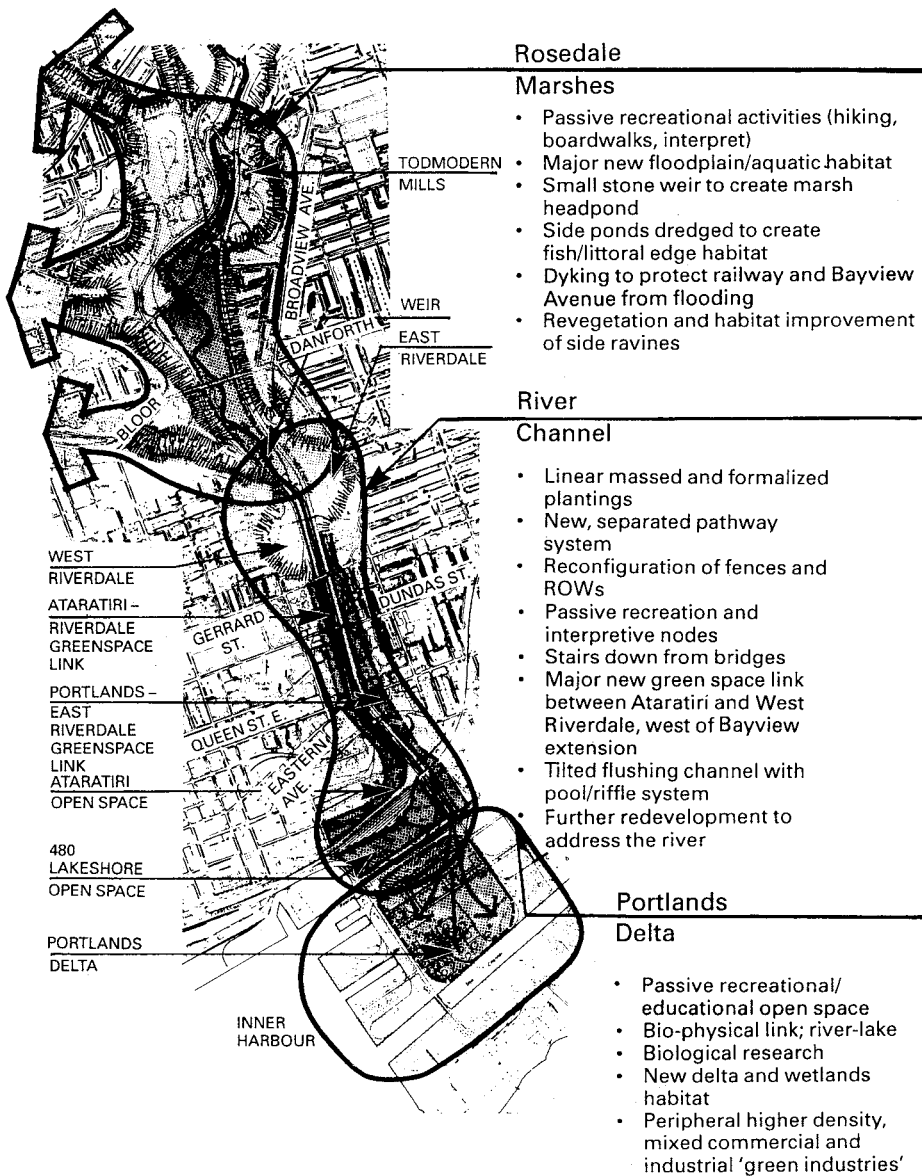 Rosedale
Marshes
• Passive recreational activities (hiking,
boardwalks, interpret)
• Major new floodplain/aquatic habitat
• Small stone weir to create marsh
headpond
• Side ponds dredged to create
fish/littoral edge habitat
• Dyking to protect railway and Bayview
Avenue from flooding
• Revegetation and habitat improvement
of side ravines
TODMODERN
MILLS
BROADVIEW AVE.
WEIR
DANFORTH
EAST
RIVERDALE
BLOOR
River
Channel
• Linear massed and formalized
plantings
• New, separated pathway
system
• Reconfiguration of fences and
ROWs
• Passive recreation and
interpretive nodes
• Stairs down from bridges
• Major new green space link
between Ataratiri and West
Riverdale, west of Bayview
extension
• Tilted flushing channel with
pool/riffle system
• Further redevelopment to
address the river
WEST
RIVERDALE
ATARATIRI –
RIVERDALE
GREENSPACE
LINK
GERRARD
ST.
DUNDAS ST.
PORTLANDS –
EAST
RIVERDALE
GREENSPACE
LINK
QUEEN ST. E.
EASTERN
AVE.
ATARATIRI
OPEN SPACE
480
LAKESHORE
OPEN SPACE
PORTLANDS
DELTA
INNER
HARBOUR
Portlands
Delta
• Passive recreational/
educational open space
• Bio-physical link; river-lake
• Biological research
• New delta and wetlands
habitat
• Peripheral higher density,
mixed commercial and
industrial 'green industries'